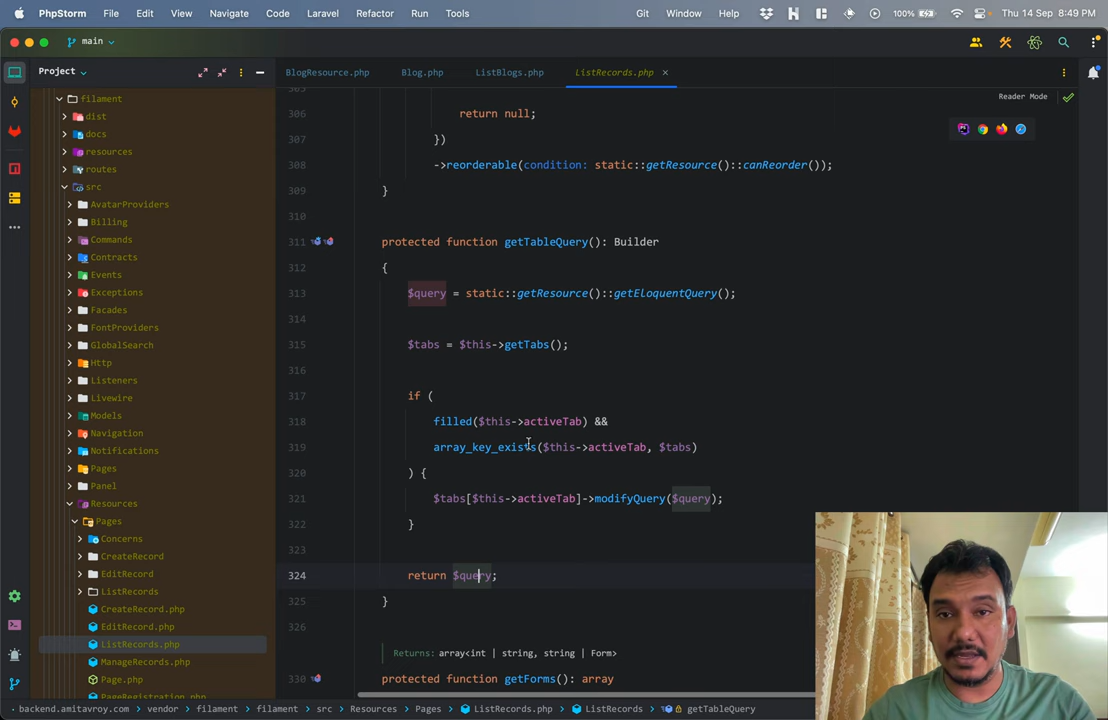 PhpStorm File Edit View Navigate Code Laravel Refactor Run Tools Git Window Help 100% Thu 14 Sep 8:49 PM
main
Project
BlogResource.php Blog.php ListBlogs.php ListRecords.php
Reader Mode
filament
dist
docs
resources
routes
src
AvatarProviders
Billing
Commands
Contracts
Events
Exceptions
Facades
FontProviders
GlobalSearch
Http
Listeners
Livewire
Models
Navigation
Notifications
Pages
Panel
Resources
Pages
Concerns
CreateRecord
EditRecord
ListRecords
CreateRecord.php
EditRecord.php
ListRecords.php
ManageRecords.php
Page.php
PageRegistration.php
306 return null;
307 })
308 ->reorderable(condition: static::getResource()::canReorder());
309 }
310
311 protected function getTableQuery(): Builder
312 {
313 $query = static::getResource()::getEloquentQuery();
314
315 $tabs = $this->getTabs();
316
317 if (
318 filled($this->activeTab) &&
319 array_key_exists($this->activeTab, $tabs)
320 ) {
321 $tabs[$this->activeTab]->modifyQuery($query);
322 }
323
324 return $query;
325 }
326
Returns: array<int | string, string | Form>
330 protected function getForms(): array
backend.amitavroy.com > vendor > filament > filament > src > Resources > Pages > ListRecords.php > ListRecords > getTableQuery